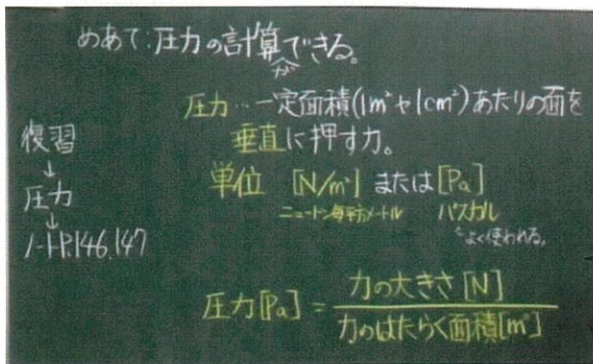 めあて:圧力の計算ができる。
復習
↓
圧力
↓
ノートP.146.147
圧力…一定面積(1m²や1cm²)あたりの面を
垂直に押す力。
単位 [N/m²] または [Pa]
ニュートン毎平方メートル パスカル
よく使われる。
圧力[Pa] = 力の大きさ[N]
力のはたらく面積[m²]